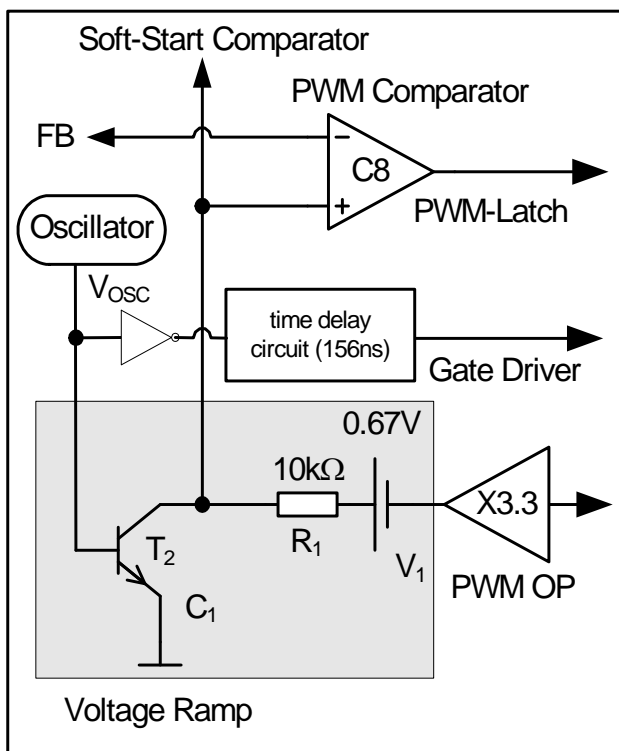 Soft-Start Comparator
PWM Comparator
FB
−
C8
+
Oscillator
PWM-Latch
VOSC
time delay
circuit (156ns)
Gate Driver
0.67V
10kΩ
X3.3
T2
R1
V1
PWM OP
C1
Voltage Ramp